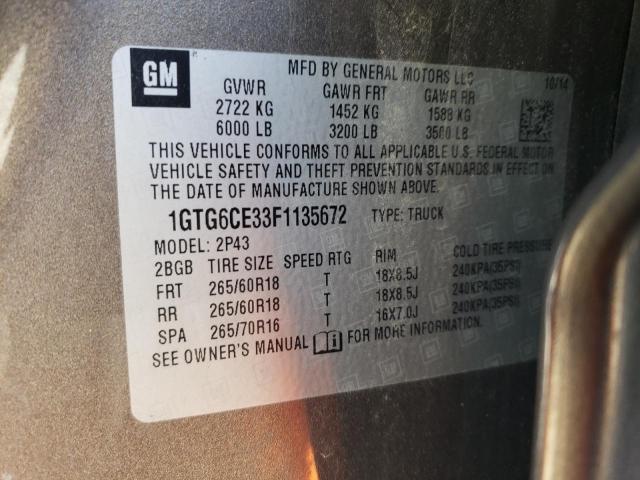 GM
MFD BY GENERAL MOTORS LLC 10/14
GVWR GAWR FRT GAWR RR
2722 KG 1452 KG 1588 KG
6000 LB 3200 LB 3500 LB
THIS VEHICLE CONFORMS TO ALL APPLICABLE U.S. FEDERAL MOTOR
VEHICLE SAFETY AND THEFT PREVENTION STANDARDS IN EFFECT ON
THE DATE OF MANUFACTURE SHOWN ABOVE.
1GTG6CE33F1135672 TYPE: TRUCK
MODEL: 2P43
2BGB TIRE SIZE SPEED RTG RIM COLD TIRE PRESSURE
FRT 265/60R18 T 18X8.5J 240KPA(35PSI)
RR 265/60R18 T 18X8.5J 240KPA(35PSI)
SPA 265/70R16 T 16X7.0J 240KPA(35PSI)
SEE OWNER'S MANUAL FOR MORE INFORMATION.